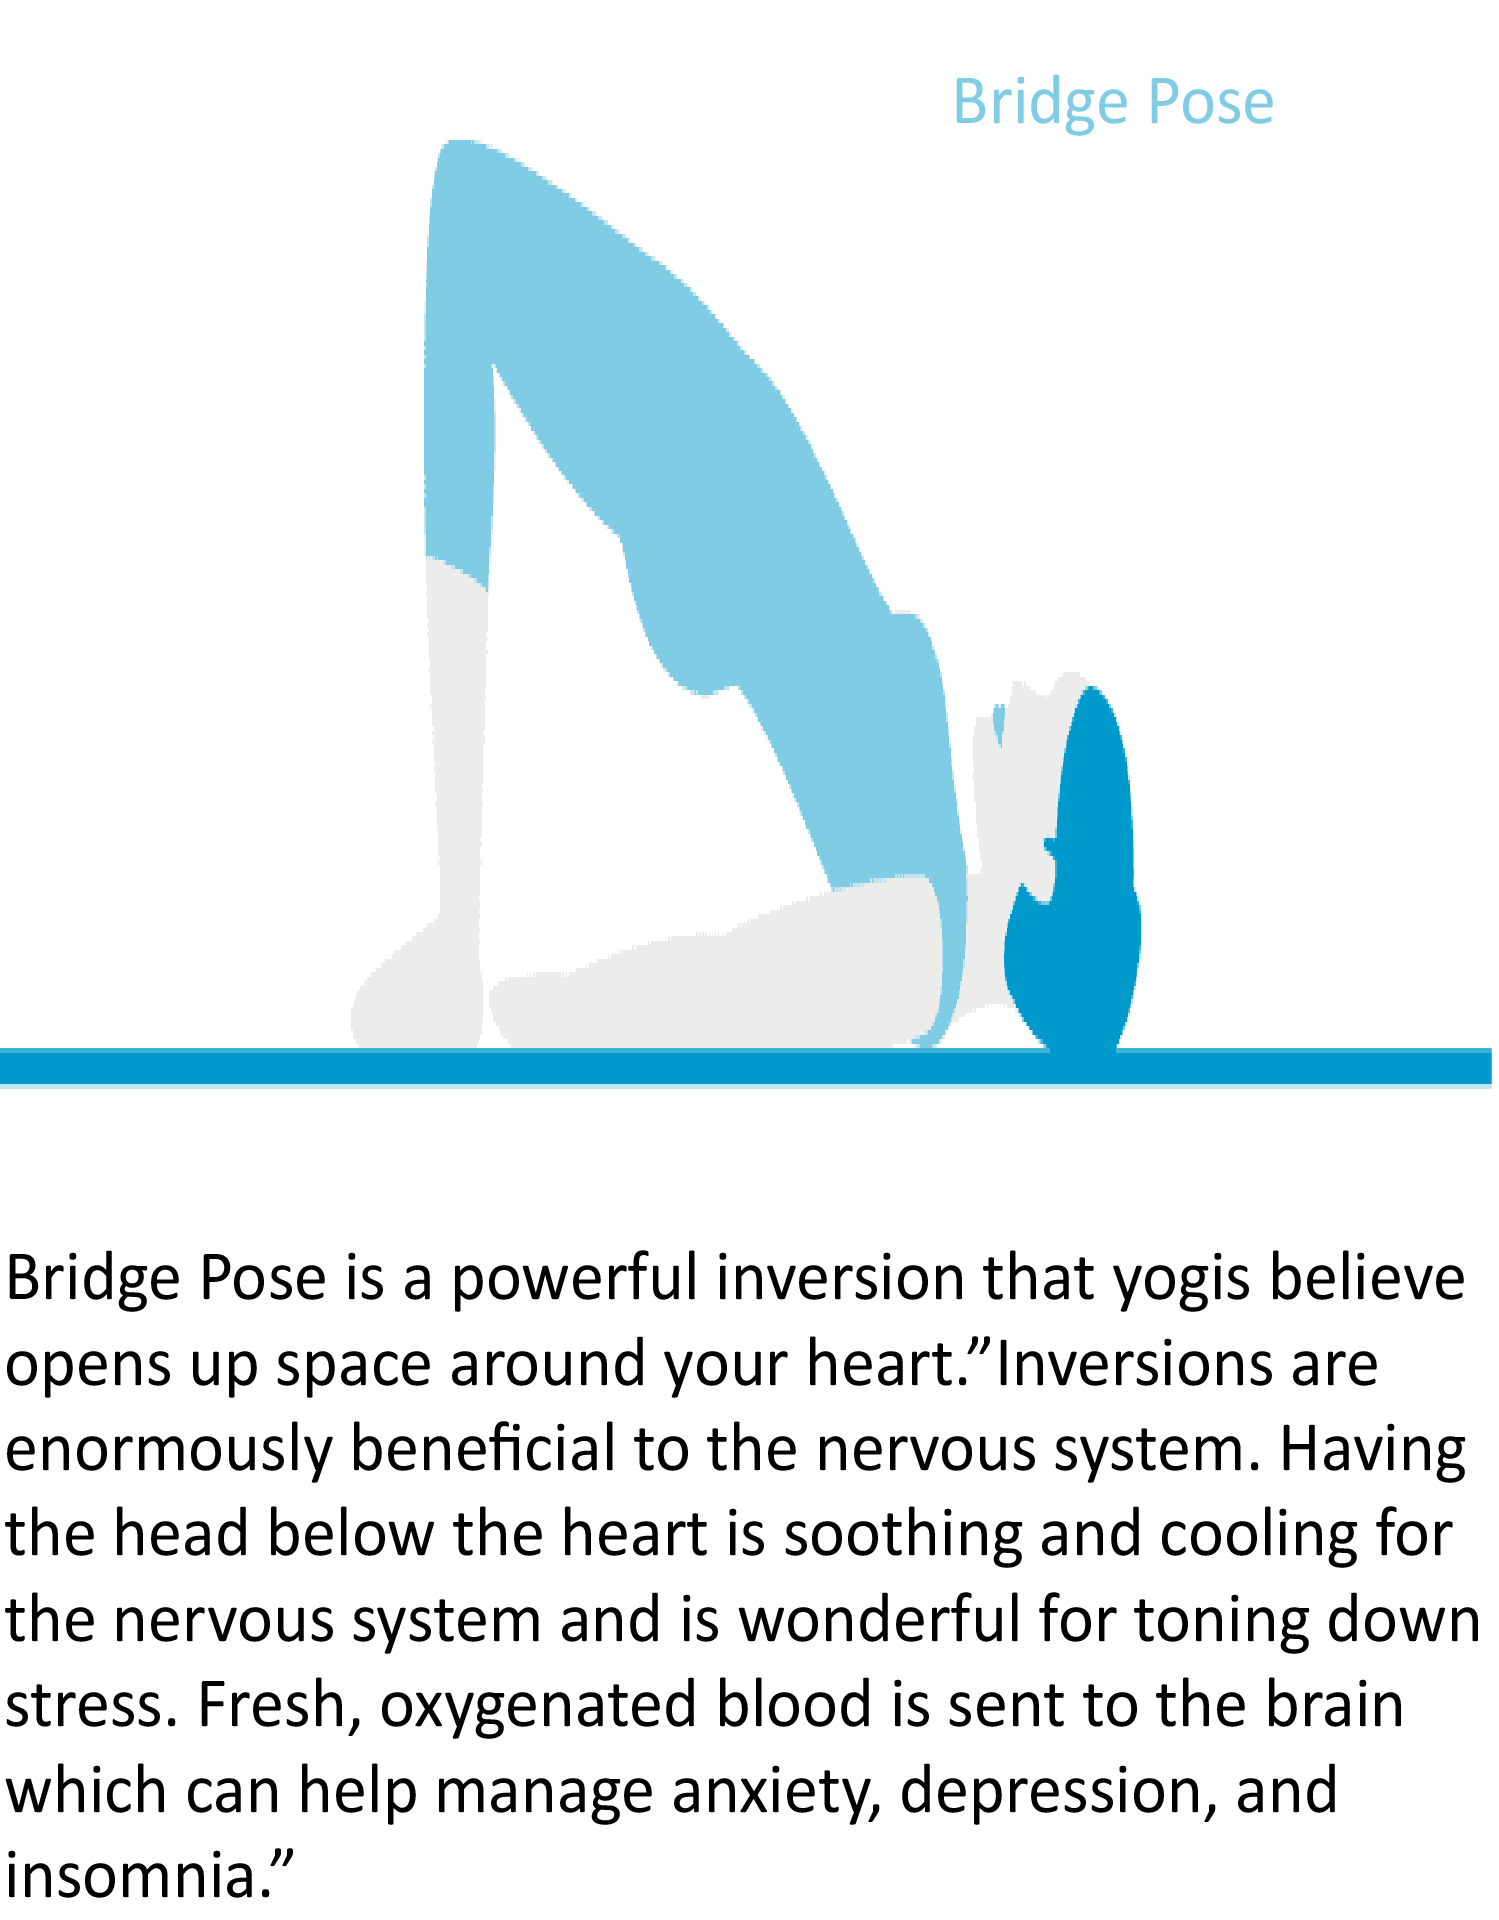 Bridge Pose
Bridge Pose is a powerful inversion that yogis believe
opens up space around your heart.”Inversions are
enormously beneficial to the nervous system. Having
the head below the heart is soothing and cooling for
the nervous system and is wonderful for toning down
stress. Fresh, oxygenated blood is sent to the brain
which can help manage anxiety, depression, and
insomnia.”